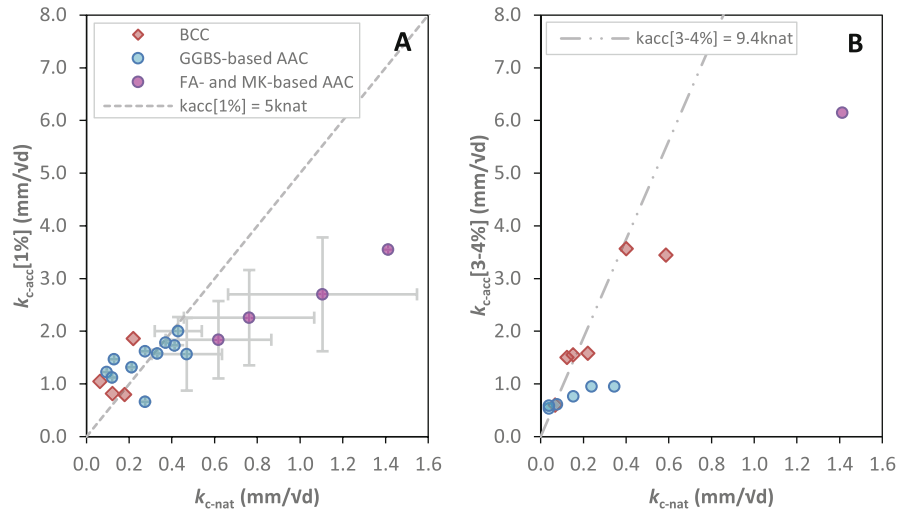 A
BCC
GGBS-based AAC
FA- and MK-based AAC
kacc[1%] = 5knat
8.0
7.0
6.0
5.0
4.0
3.0
2.0
1.0
0.0
kc-acc[1%] (mm/√d)
0.0 0.2 0.4 0.6 0.8 1.0 1.2 1.4 1.6
kc-nat (mm/√d)
B
kacc[3-4%] = 9.4knat
8.0
7.0
6.0
5.0
4.0
3.0
2.0
1.0
0.0
kc-acc[3-4%] (mm/√d)
0.0 0.2 0.4 0.6 0.8 1.0 1.2 1.4 1.6
kc-nat (mm/√d)